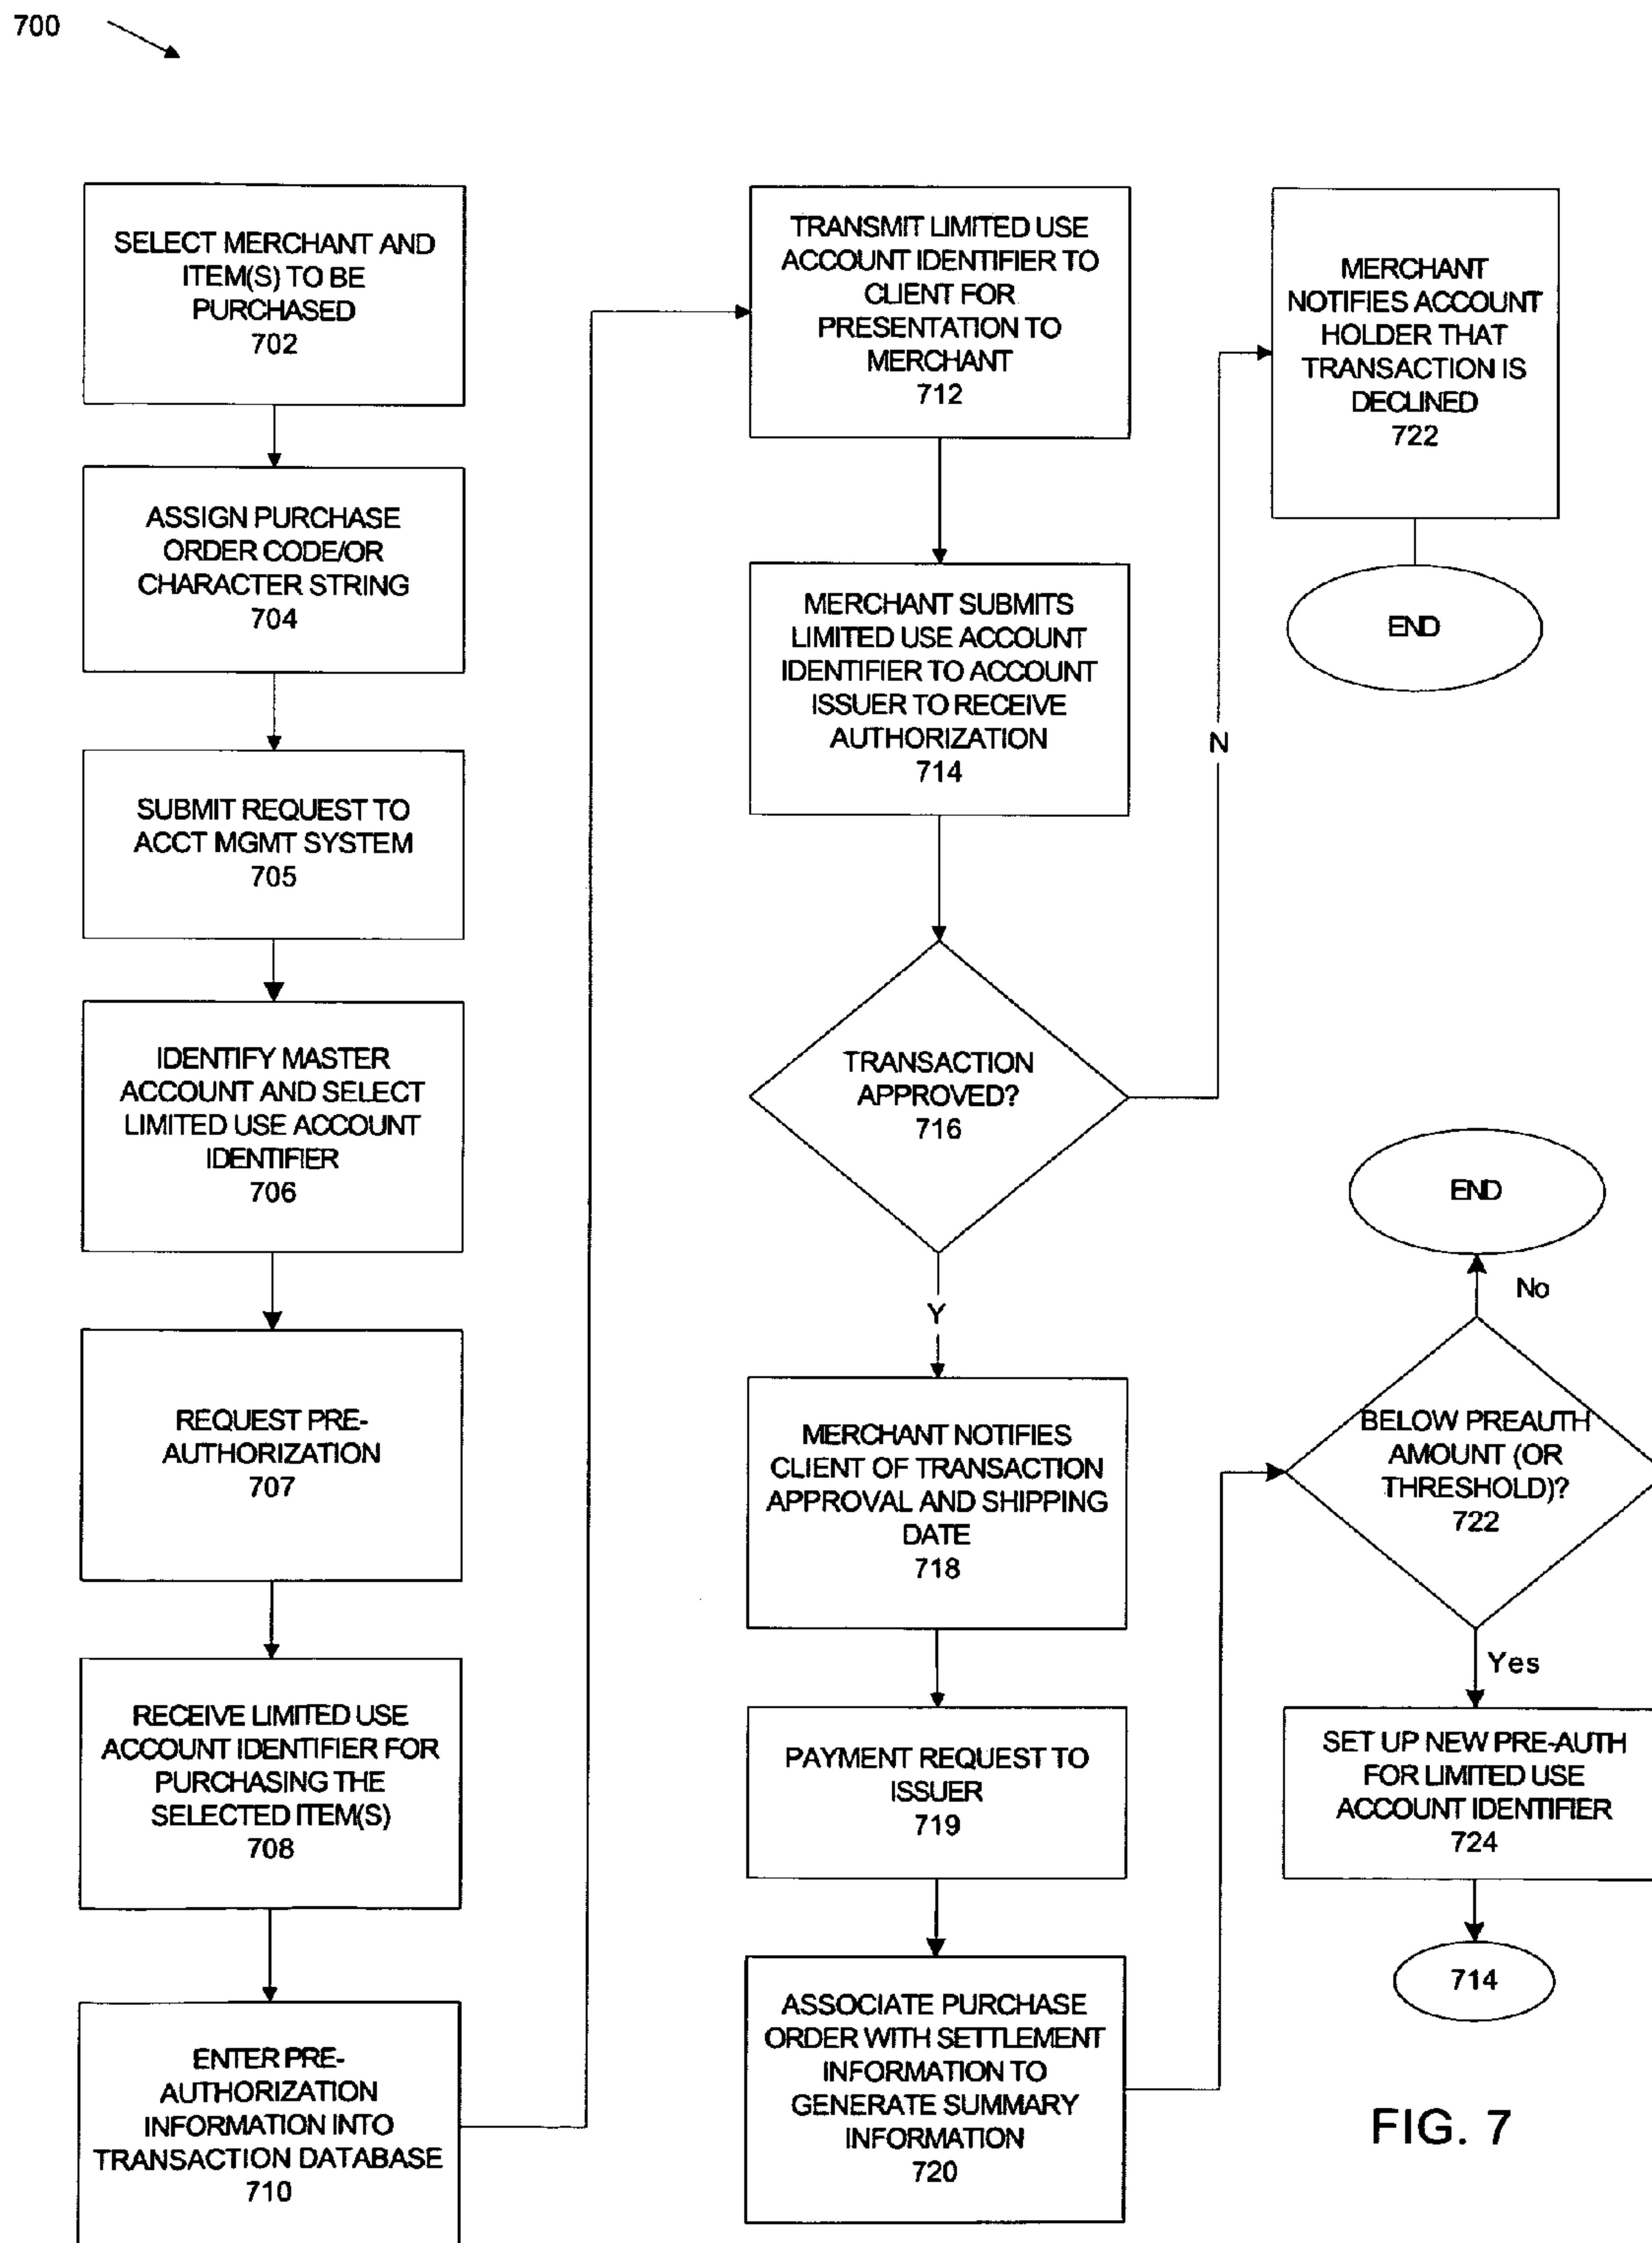 700
SELECT MERCHANT AND
ITEM(S) TO BE
PURCHASED
702
ASSIGN PURCHASE
ORDER CODE/OR
CHARACTER STRING
704
SUBMIT REQUEST TO
ACCT MGMT SYSTEM
705
IDENTIFY MASTER
ACCOUNT AND SELECT
LIMITED USE ACCOUNT
IDENTIFIER
706
REQUEST PRE-
AUTHORIZATION
707
RECEIVE LIMITED USE
ACCOUNT IDENTIFIER FOR
PURCHASING THE
SELECTED ITEM(S)
708
ENTER PRE-
AUTHORIZATION
INFORMATION INTO
TRANSACTION DATABASE
710
TRANSMIT LIMITED USE
ACCOUNT IDENTIFIER TO
CLIENT FOR
PRESENTATION TO
MERCHANT
712
MERCHANT SUBMITS
LIMITED USE ACCOUNT
IDENTIFIER TO ACCOUNT
ISSUER TO RECEIVE
AUTHORIZATION
714
TRANSACTION
APPROVED?
716
N
Y
MERCHANT NOTIFIES
CLIENT OF TRANSACTION
APPROVAL AND SHIPPING
DATE
718
PAYMENT REQUEST TO
ISSUER
719
ASSOCIATE PURCHASE
ORDER WITH SETTLEMENT
INFORMATION TO
GENERATE SUMMARY
INFORMATION
720
MERCHANT
NOTIFIES ACCOUNT
HOLDER THAT
TRANSACTION IS
DECLINED
722
END
END
No
BELOW PREAUTH
AMOUNT (OR
THRESHOLD)?
722
Yes
SET UP NEW PRE-AUTH
FOR LIMITED USE
ACCOUNT IDENTIFIER
724
714
FIG. 7